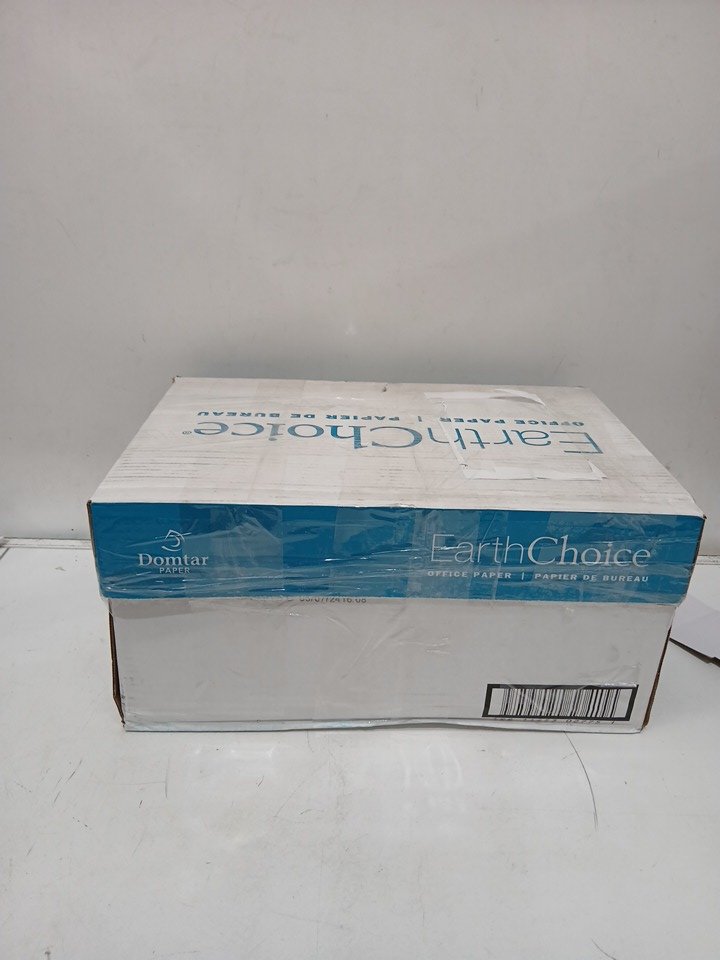 EarthChoice®
OFFICE PAPER | PAPIER DE BUREAU
Domtar
PAPER
EarthChoice
OFFICE PAPER | PAPIER DE BUREAU